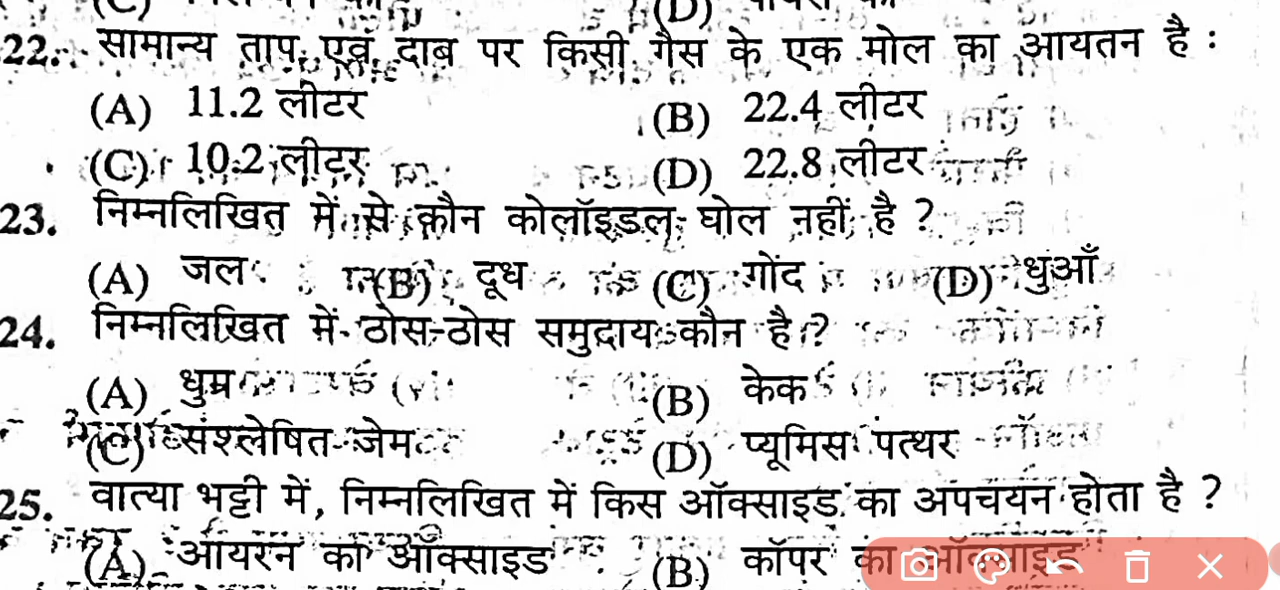 (C)
(D)
22. सामान्य ताप एवं दाब पर किसी गैस के एक मोल का आयतन है :
(A) 11.2 लीटर (B) 22.4 लीटर
(C) 10.2 लीटर (D) 22.8 लीटर
23. निम्नलिखित में से कौन कोलॉइडल घोल नहीं है ?
(A) जल (B) दूध (C) गोंद (D) धुआँ
24. निम्नलिखित में ठोस-ठोस समुदाय कौन है ?
(A) धुम्र (B) केक
(C) संश्लेषित जेम (D) प्यूमिस पत्थर
25. वात्या भट्टी में, निम्नलिखित में किस ऑक्साइड का अपचयन होता है ?
(A) आयरन का ऑक्साइड (B) कॉपर का ऑक्साइड